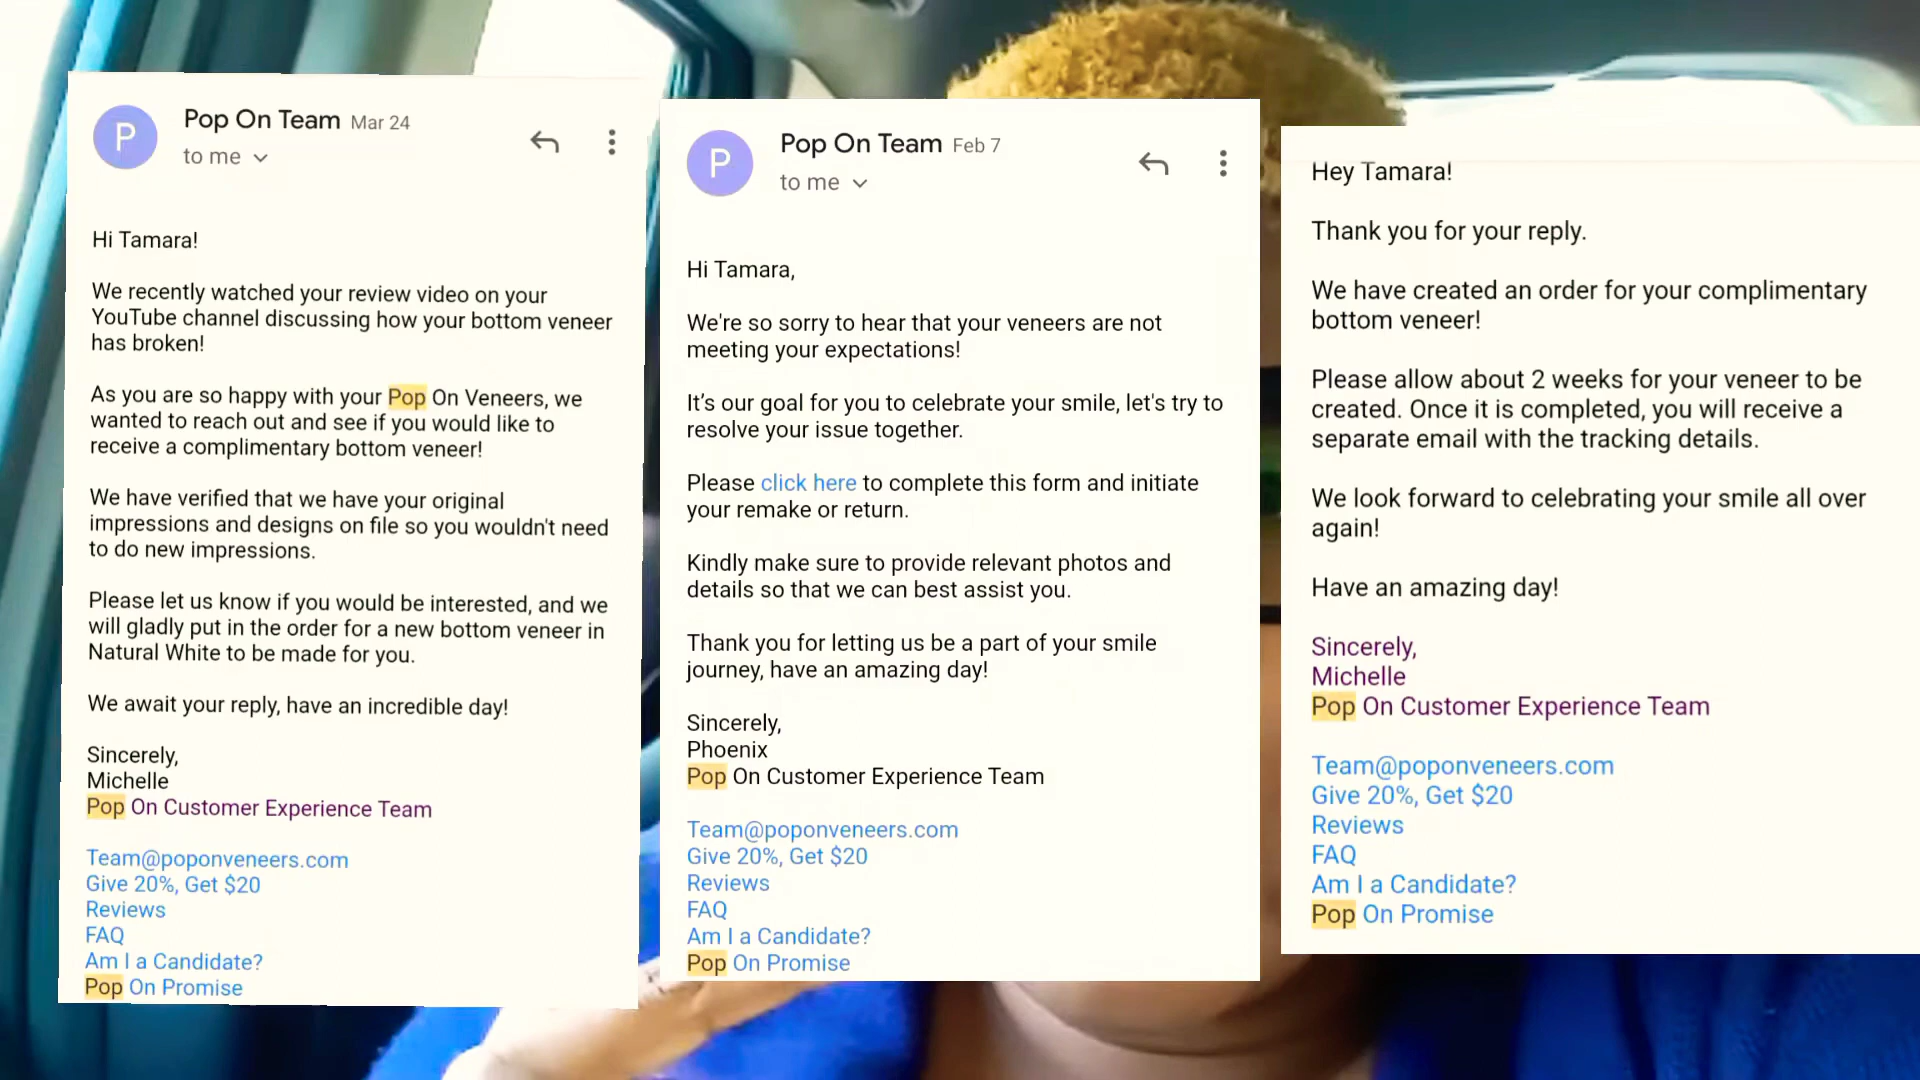 P
Pop On Team Mar 24
to me
Hi Tamara!
We recently watched your review video on your
YouTube channel discussing how your bottom veneer
has broken!
As you are so happy with your Pop On Veneers, we
wanted to reach out and see if you would like to
receive a complimentary bottom veneer!
We have verified that we have your original
impressions and designs on file so you wouldn't need
to do new impressions.
Please let us know if you would be interested, and we
will gladly put in the order for a new bottom veneer in
Natural White to be made for you.
We await your reply, have an incredible day!
Sincerely,
Michelle
Pop On Customer Experience Team
Team@poponveneers.com
Give 20%, Get $20
Reviews
FAQ
Am I a Candidate?
Pop On Promise
P
Pop On Team Feb 7
to me
Hi Tamara,
We're so sorry to hear that your veneers are not
meeting your expectations!
It’s our goal for you to celebrate your smile, let's try to
resolve your issue together.
Please click here to complete this form and initiate
your remake or return.
Kindly make sure to provide relevant photos and
details so that we can best assist you.
Thank you for letting us be a part of your smile
journey, have an amazing day!
Sincerely,
Phoenix
Pop On Customer Experience Team
Team@poponveneers.com
Give 20%, Get $20
Reviews
FAQ
Am I a Candidate?
Pop On Promise
Hey Tamara!
Thank you for your reply.
We have created an order for your complimentary
bottom veneer!
Please allow about 2 weeks for your veneer to be
created. Once it is completed, you will receive a
separate email with the tracking details.
We look forward to celebrating your smile all over
again!
Have an amazing day!
Sincerely,
Michelle
Pop On Customer Experience Team
Team@poponveneers.com
Give 20%, Get $20
Reviews
FAQ
Am I a Candidate?
Pop On Promise